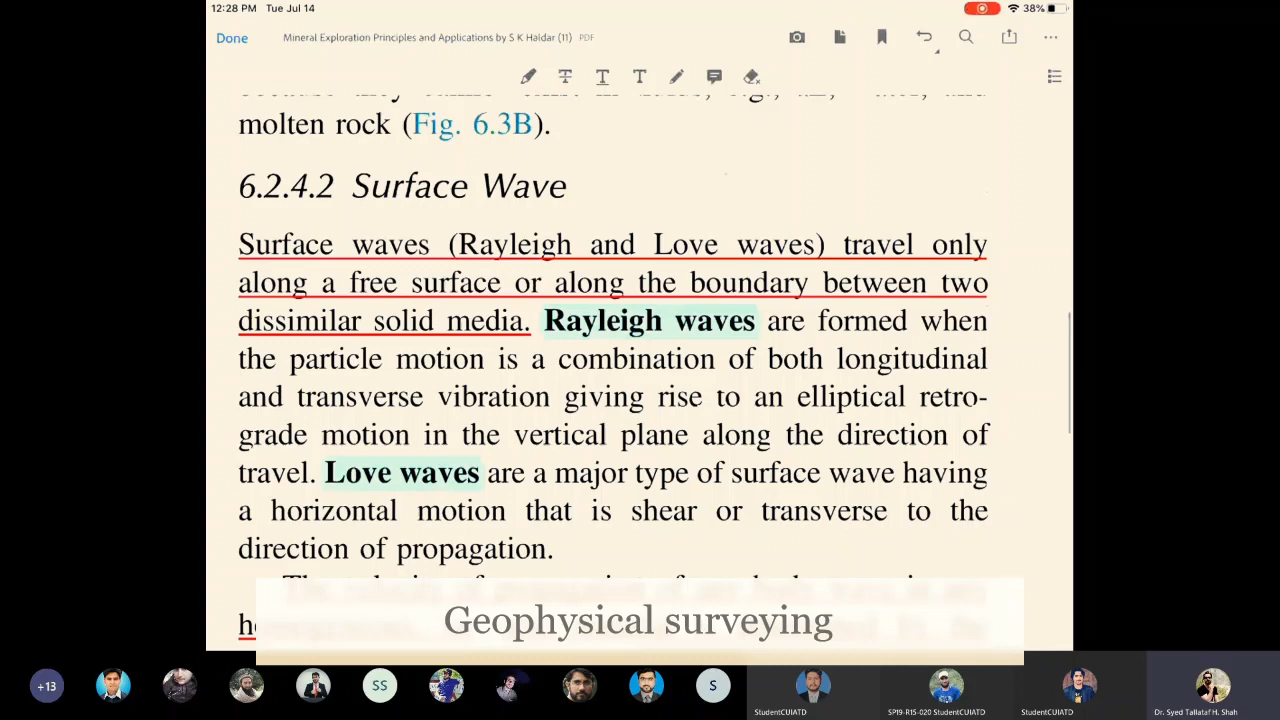 12:28 PM Tue Jul 14
38%
Done
Mineral Exploration Principles and Applications by S K Haldar (11) PDF
molten rock (Fig. 6.3B).
6.2.4.2 Surface Wave
Surface waves (Rayleigh and Love waves) travel only
along a free surface or along the boundary between two
dissimilar solid media. Rayleigh waves are formed when
the particle motion is a combination of both longitudinal
and transverse vibration giving rise to an elliptical retro-
grade motion in the vertical plane along the direction of
travel. Love waves are a major type of surface wave having
a horizontal motion that is shear or transverse to the
direction of propagation.
Geophysical surveying
+13
SS
S
StudentCUIATD
SP19-R15-020 StudentCUIATD
StudentCUIATD
Dr. Syed Tallataf H. Shah